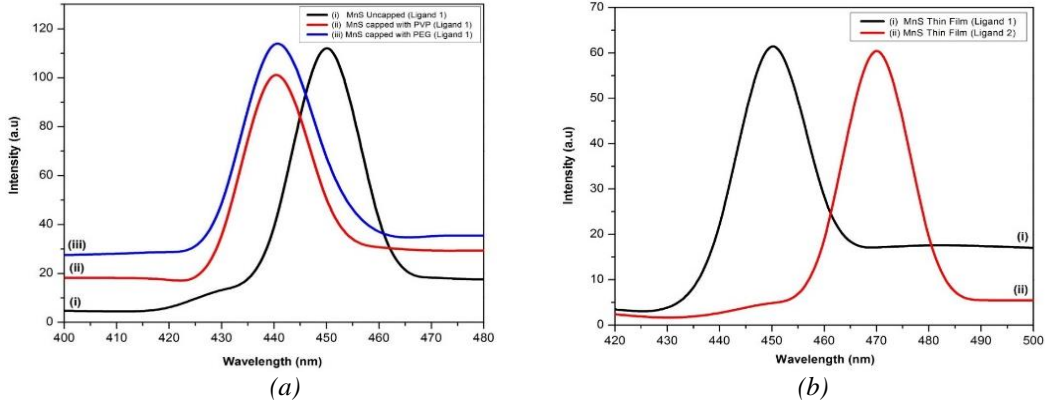 (i) MnS Uncapped (Ligand 1)
(ii) MnS capped with PVP (Ligand 1)
(iii) MnS capped with PEG (Ligand 1)
Intensity (a.u)
120
100
80
60
40
20
0
(iii)
(ii)
(i)
400 410 420 430 440 450 460 470 480
Wavelength (nm)
(a)
(i) MnS Thin Film (Ligand 1)
(ii) MnS Thin Film (Ligand 2)
Intensity (a.u)
70
60
50
40
30
20
10
0
(i)
(ii)
420 430 440 450 460 470 480 490 500
Wavelength (nm)
(b)